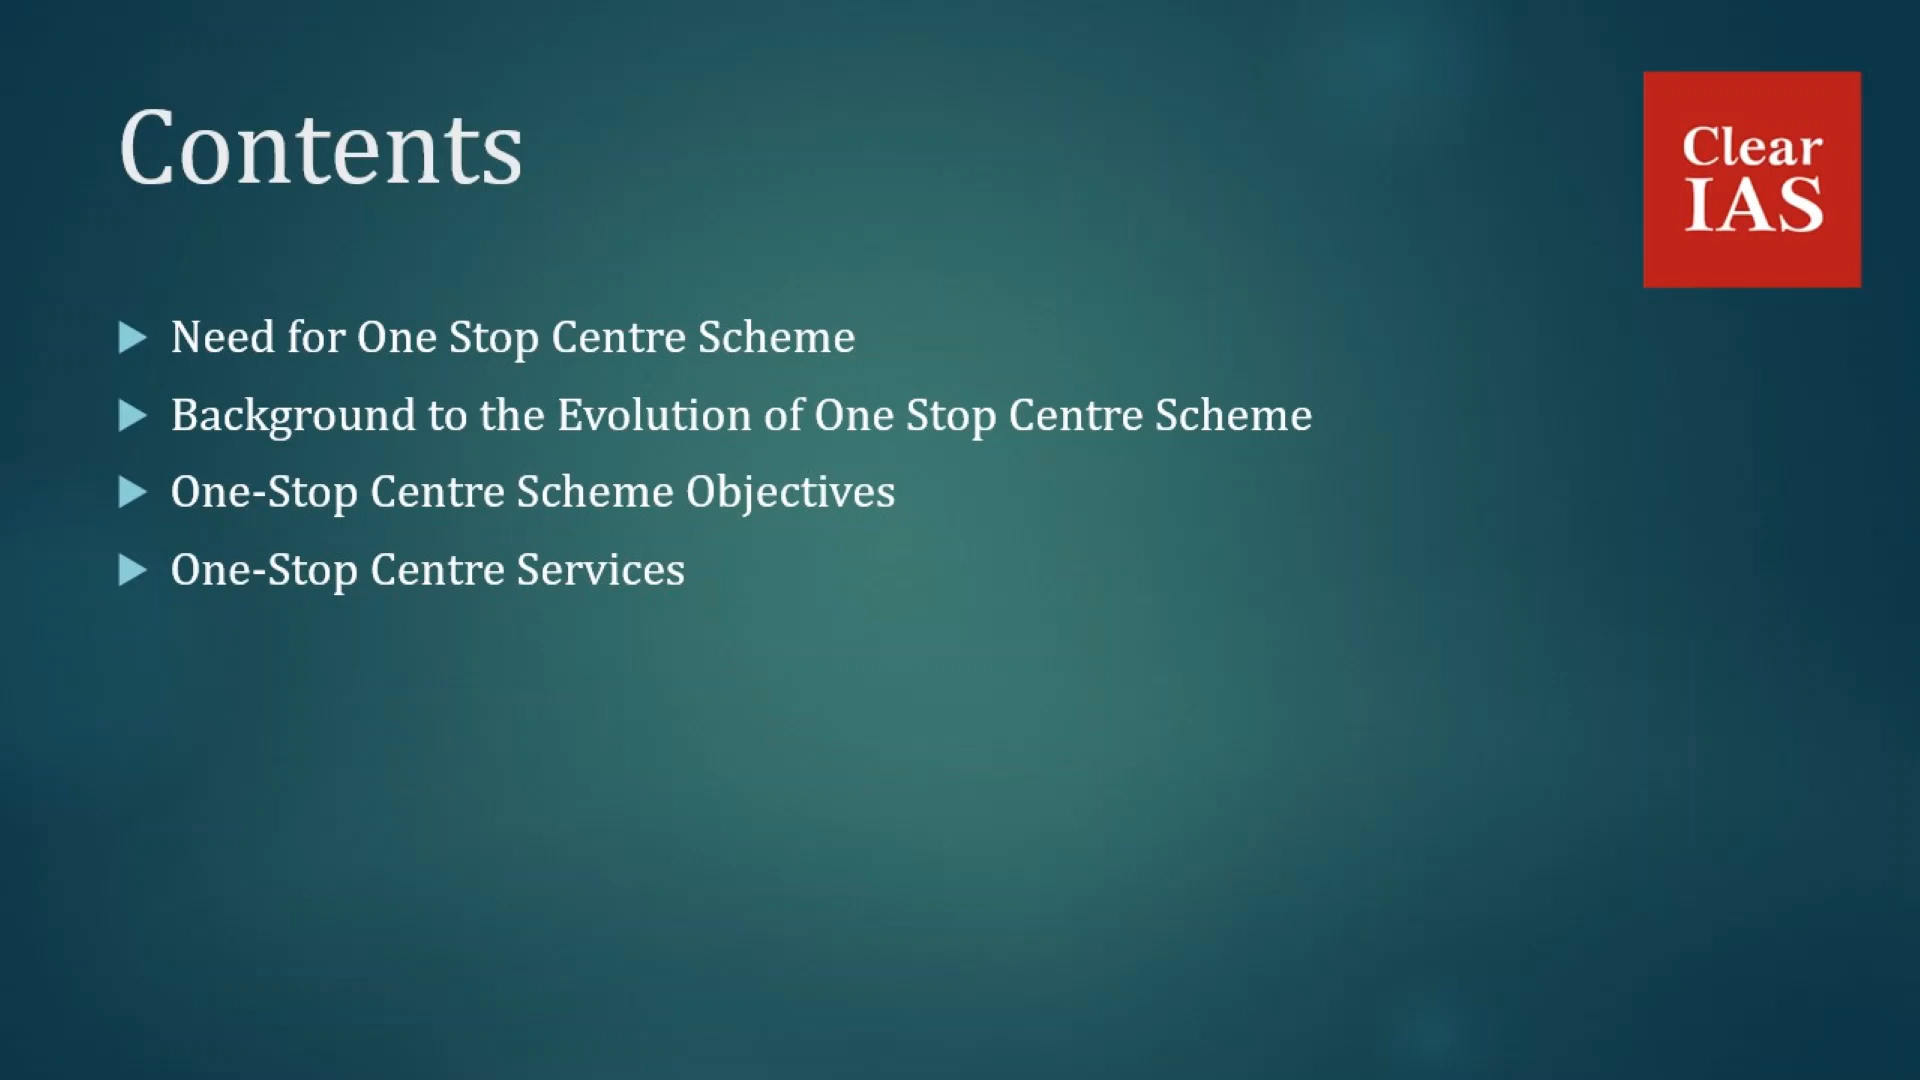 Contents
Clear
IAS
Need for One Stop Centre Scheme
Background to the Evolution of One Stop Centre Scheme
One-Stop Centre Scheme Objectives
One-Stop Centre Services